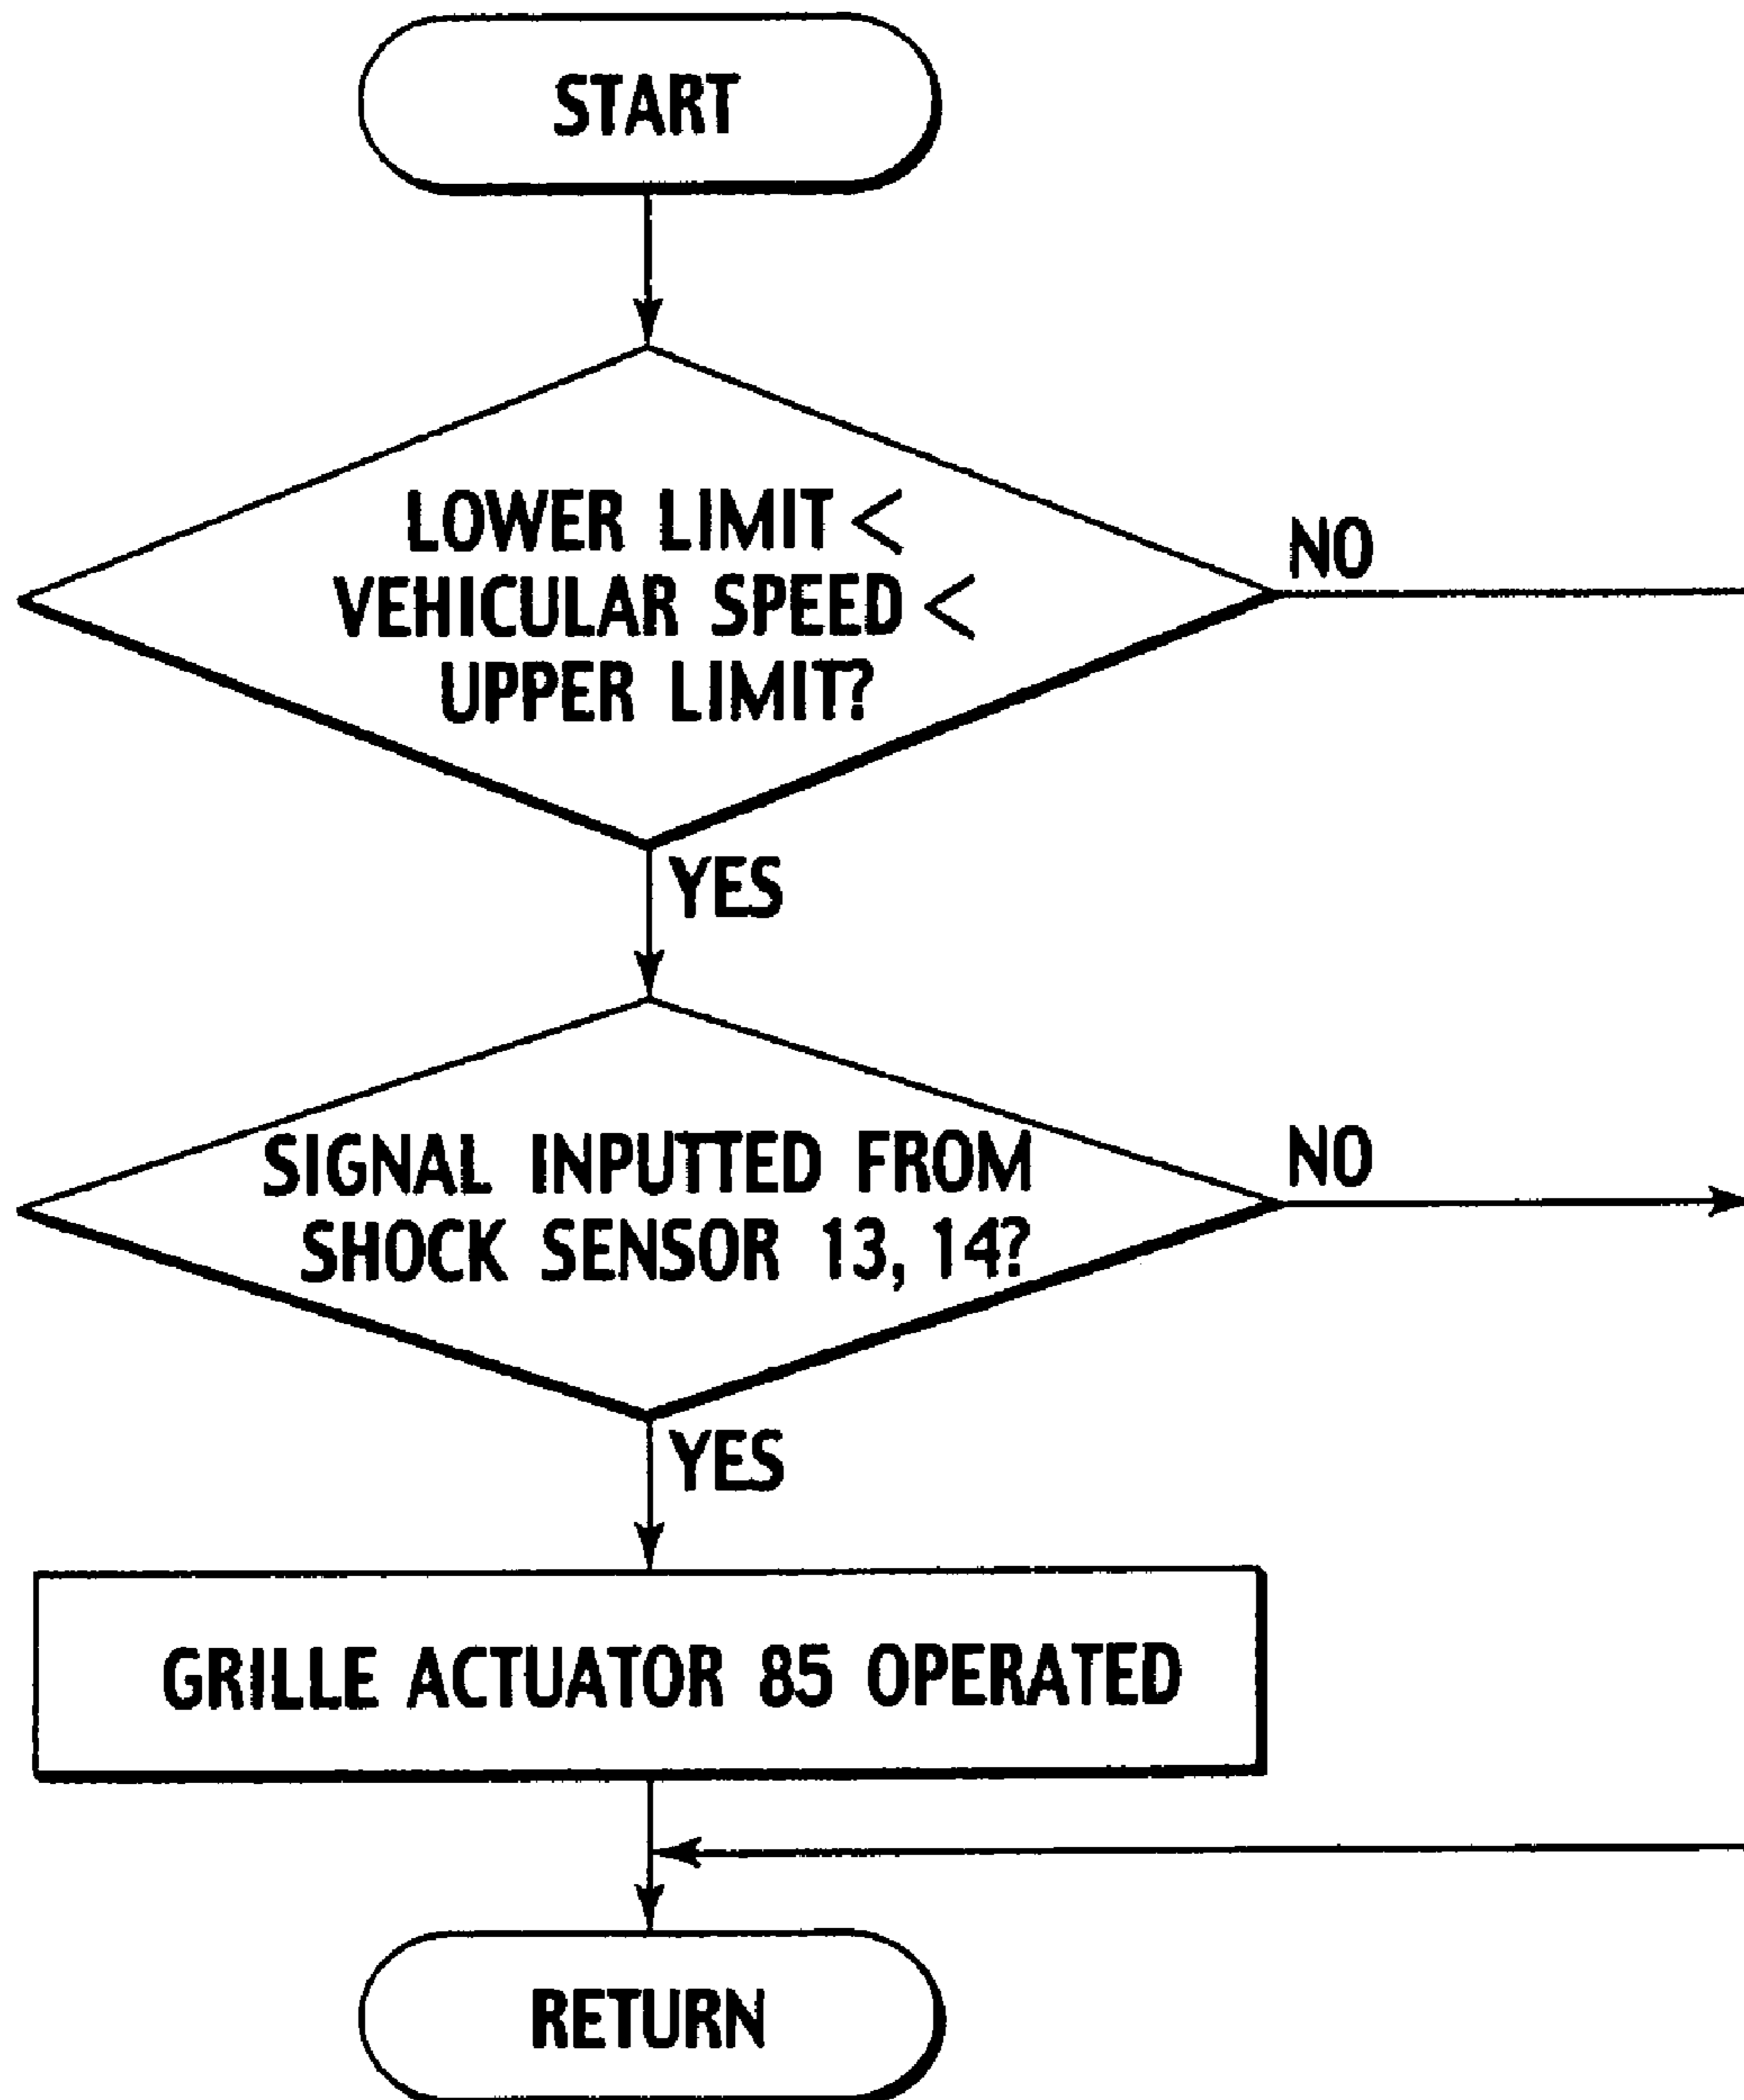 START
LOWER LIMIT <
VEHICULAR SPEED <
UPPER LIMIT?
NO
YES
SIGNAL INPUTTED FROM
SHOCK SENSOR 13, 14?
NO
YES
GRILLE ACTUATOR 85 OPERATED
RETURN